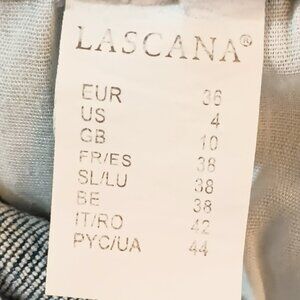 LASCANA®
EUR 36
US 4
GB 10
FR/ES 38
SL/LU 38
BE 38
IT/RO 42
PYC/UA 44